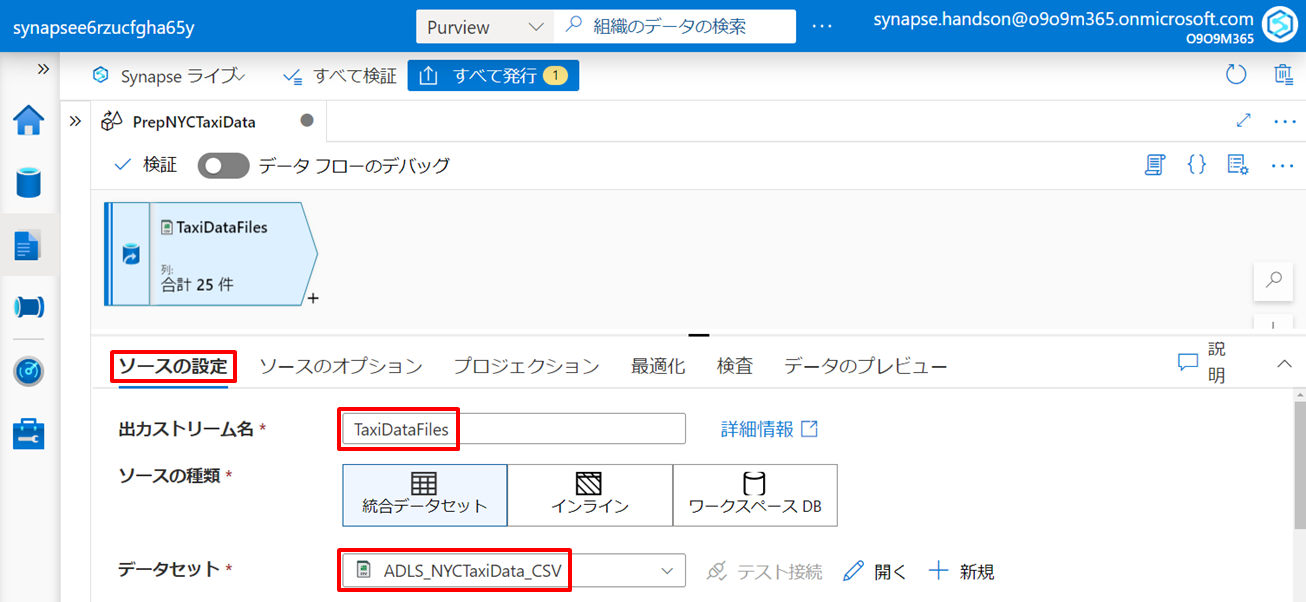 synapsee6rzucfgha65y
Purview
組織のデータの検索
synapse.handson@o9o9m365.onmicrosoft.com
O9O9M365
Synapse ライブ
すべて検証
すべて発行 1
PrepNYCTaxiData
検証
データ フローのデバッグ
TaxiDataFiles
列:
合計 25 件
ソースの設定
ソースのオプション
プロジェクション
最適化
検査
データのプレビュー
説
明
出力ストリーム名 *
TaxiDataFiles
詳細情報
ソースの種類 *
統合データセット
インライン
ワークスペース DB
データセット *
ADLS_NYCTaxiData_CSV
テスト接続
開く
新規